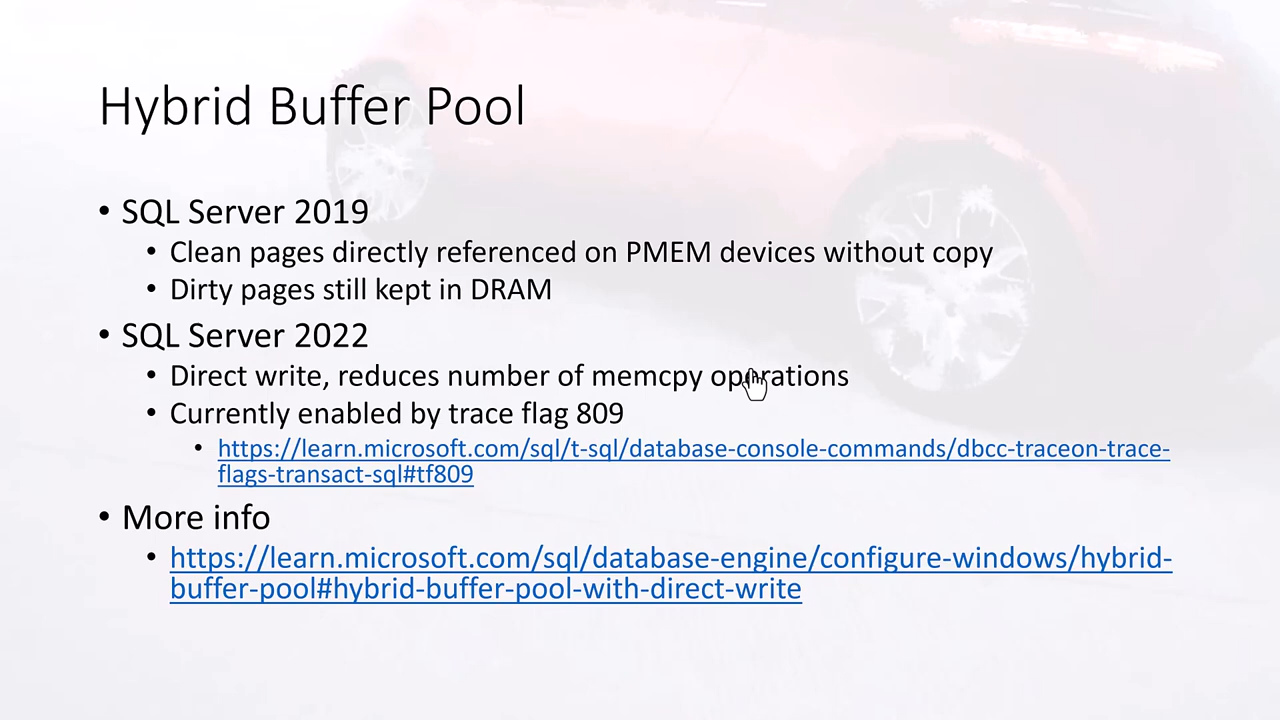 Hybrid Buffer Pool
• SQL Server 2019
• Clean pages directly referenced on PMEM devices without copy
• Dirty pages still kept in DRAM
• SQL Server 2022
• Direct write, reduces number of memcpy operations
• Currently enabled by trace flag 809
• https://learn.microsoft.com/sql/t-sql/database-console-commands/dbcc-traceon-trace-
flags-transact-sql#tf809
• More info
• https://learn.microsoft.com/sql/database-engine/configure-windows/hybrid-
buffer-pool#hybrid-buffer-pool-with-direct-write